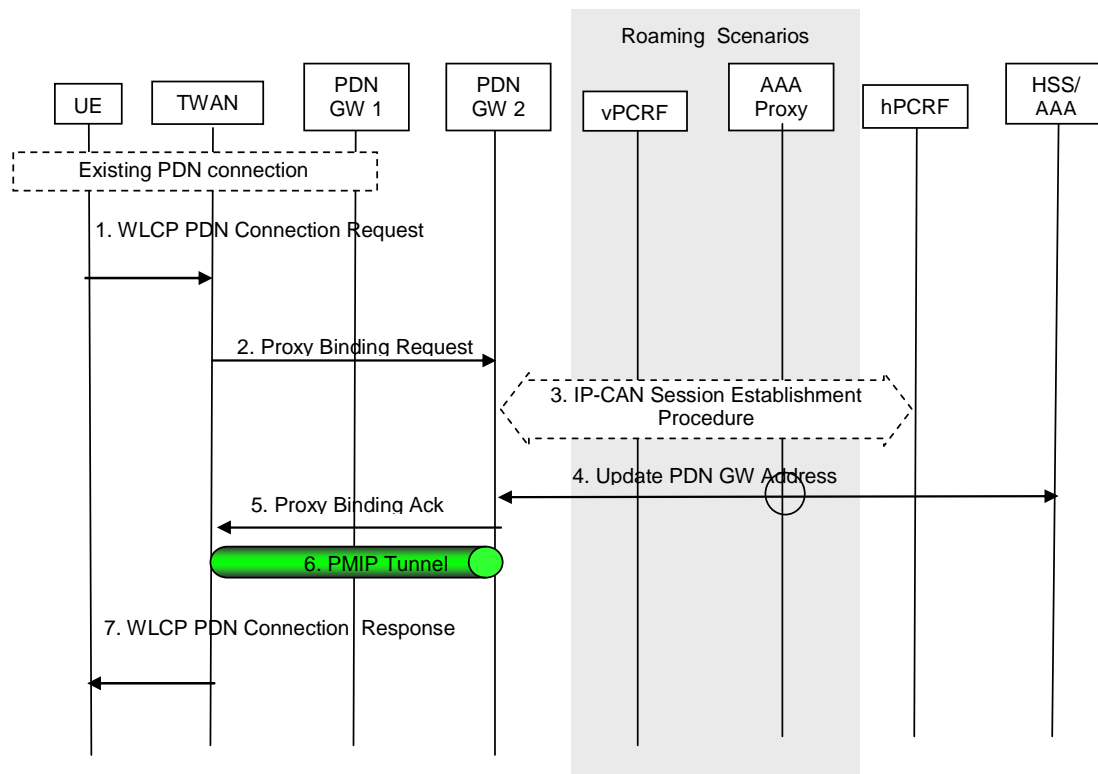 Roaming Scenarios
UE
TWAN
PDN
GW 1
PDN
GW 2
vPCRF
AAA
Proxy
hPCRF
HSS/
AAA
Existing PDN connection
1. WLCP PDN Connection Request
2. Proxy Binding Request
3. IP-CAN Session Establishment
Procedure
4. Update PDN GW Address
5. Proxy Binding Ack
6. PMIP Tunnel
7. WLCP PDN Connection Response